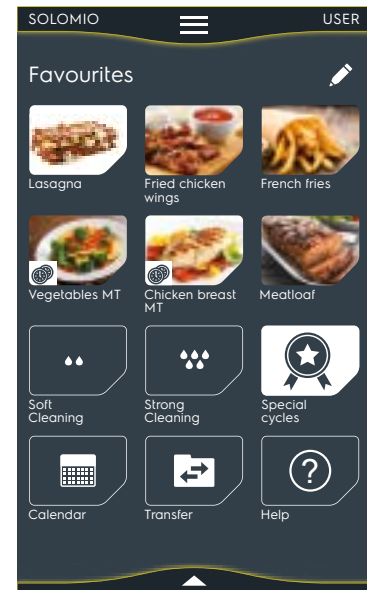 SOLOMIO
USER
Favourites
Lasagna
Fried chicken
wings
French fries
Vegetables MT
Chicken breast
MT
Meatloaf
Soft
Cleaning
Strong
Cleaning
Special
cycles
Calendar
Transfer
?
Help